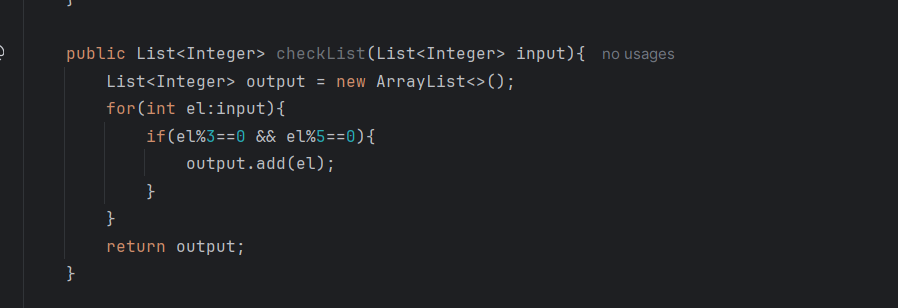 }
public List<Integer> checkList(List<Integer> input){ no usages
List<Integer> output = new ArrayList<>();
for(int el:input){
if(el%3==0 && el%5==0){
output.add(el);
}
}
return output;
}